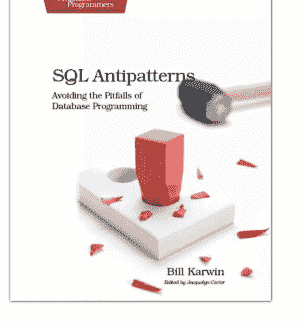 Programmers
SQL Antipatterns
Avoiding the Pitfalls of
Database Programming
Bill Karwin
Edited by Jacquelyn Carter